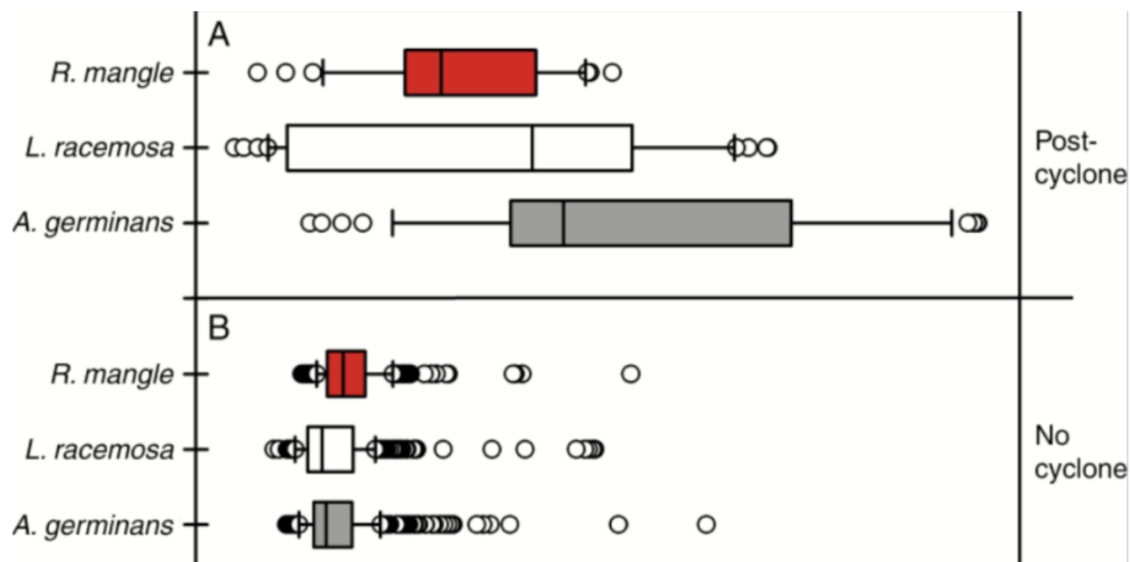 A
R. mangle
L. racemosa
A. germinans
Post-
cyclone
B
R. mangle
L. racemosa
A. germinans
No
cyclone